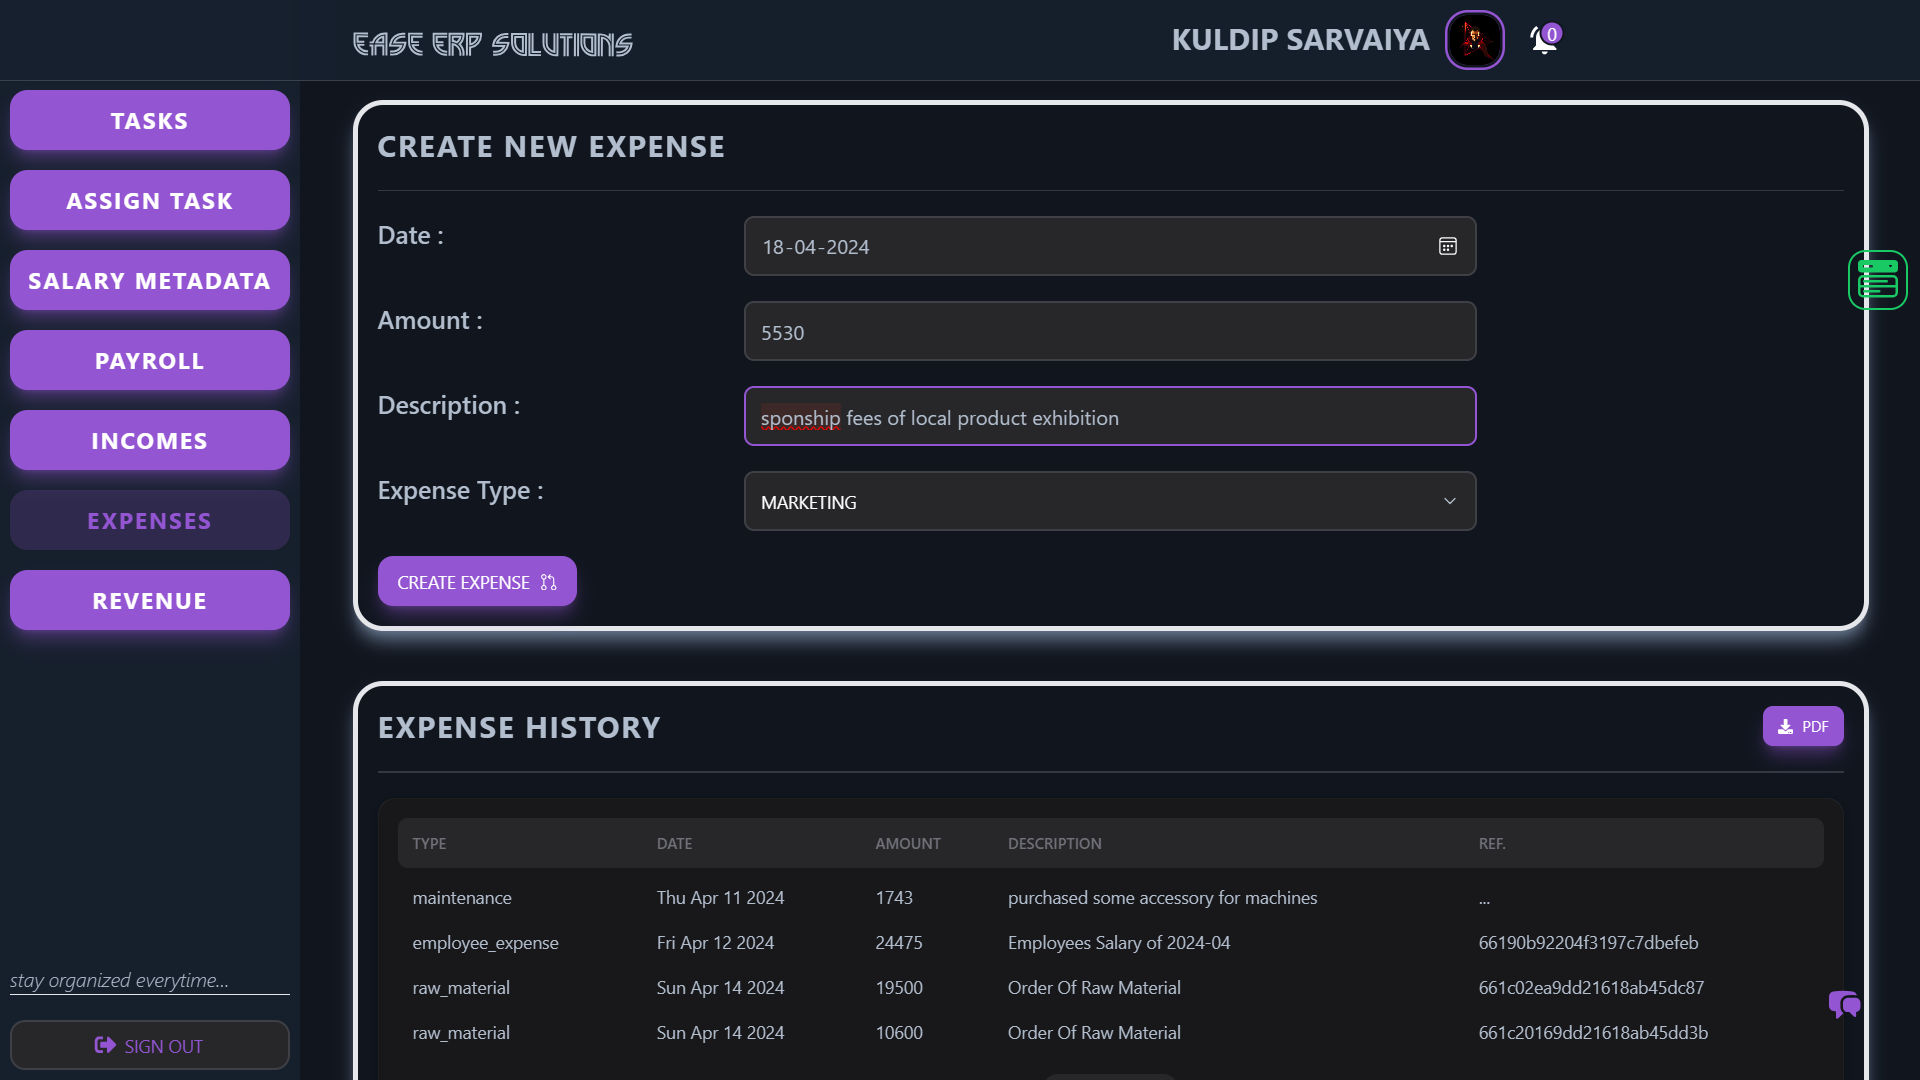 EASE ERP SOLUTIONS
KULDIP SARVAIYA
0
TASKS
ASSIGN TASK
SALARY METADATA
PAYROLL
INCOMES
EXPENSES
REVENUE
stay organized everytime...
SIGN OUT
CREATE NEW EXPENSE
Date :
18-04-2024
Amount :
5530
Description :
sponship fees of local product exhibition
Expense Type :
MARKETING
CREATE EXPENSE
EXPENSE HISTORY
PDF
TYPE DATE AMOUNT DESCRIPTION REF.
maintenance Thu Apr 11 2024 1743 purchased some accessory for machines ...
employee_expense Fri Apr 12 2024 24475 Employees Salary of 2024-04 66190b92204f3197c7dbefeb
raw_material Sun Apr 14 2024 19500 Order Of Raw Material 661c02ea9dd21618ab45dc87
raw_material Sun Apr 14 2024 10600 Order Of Raw Material 661c20169dd21618ab45dd3b